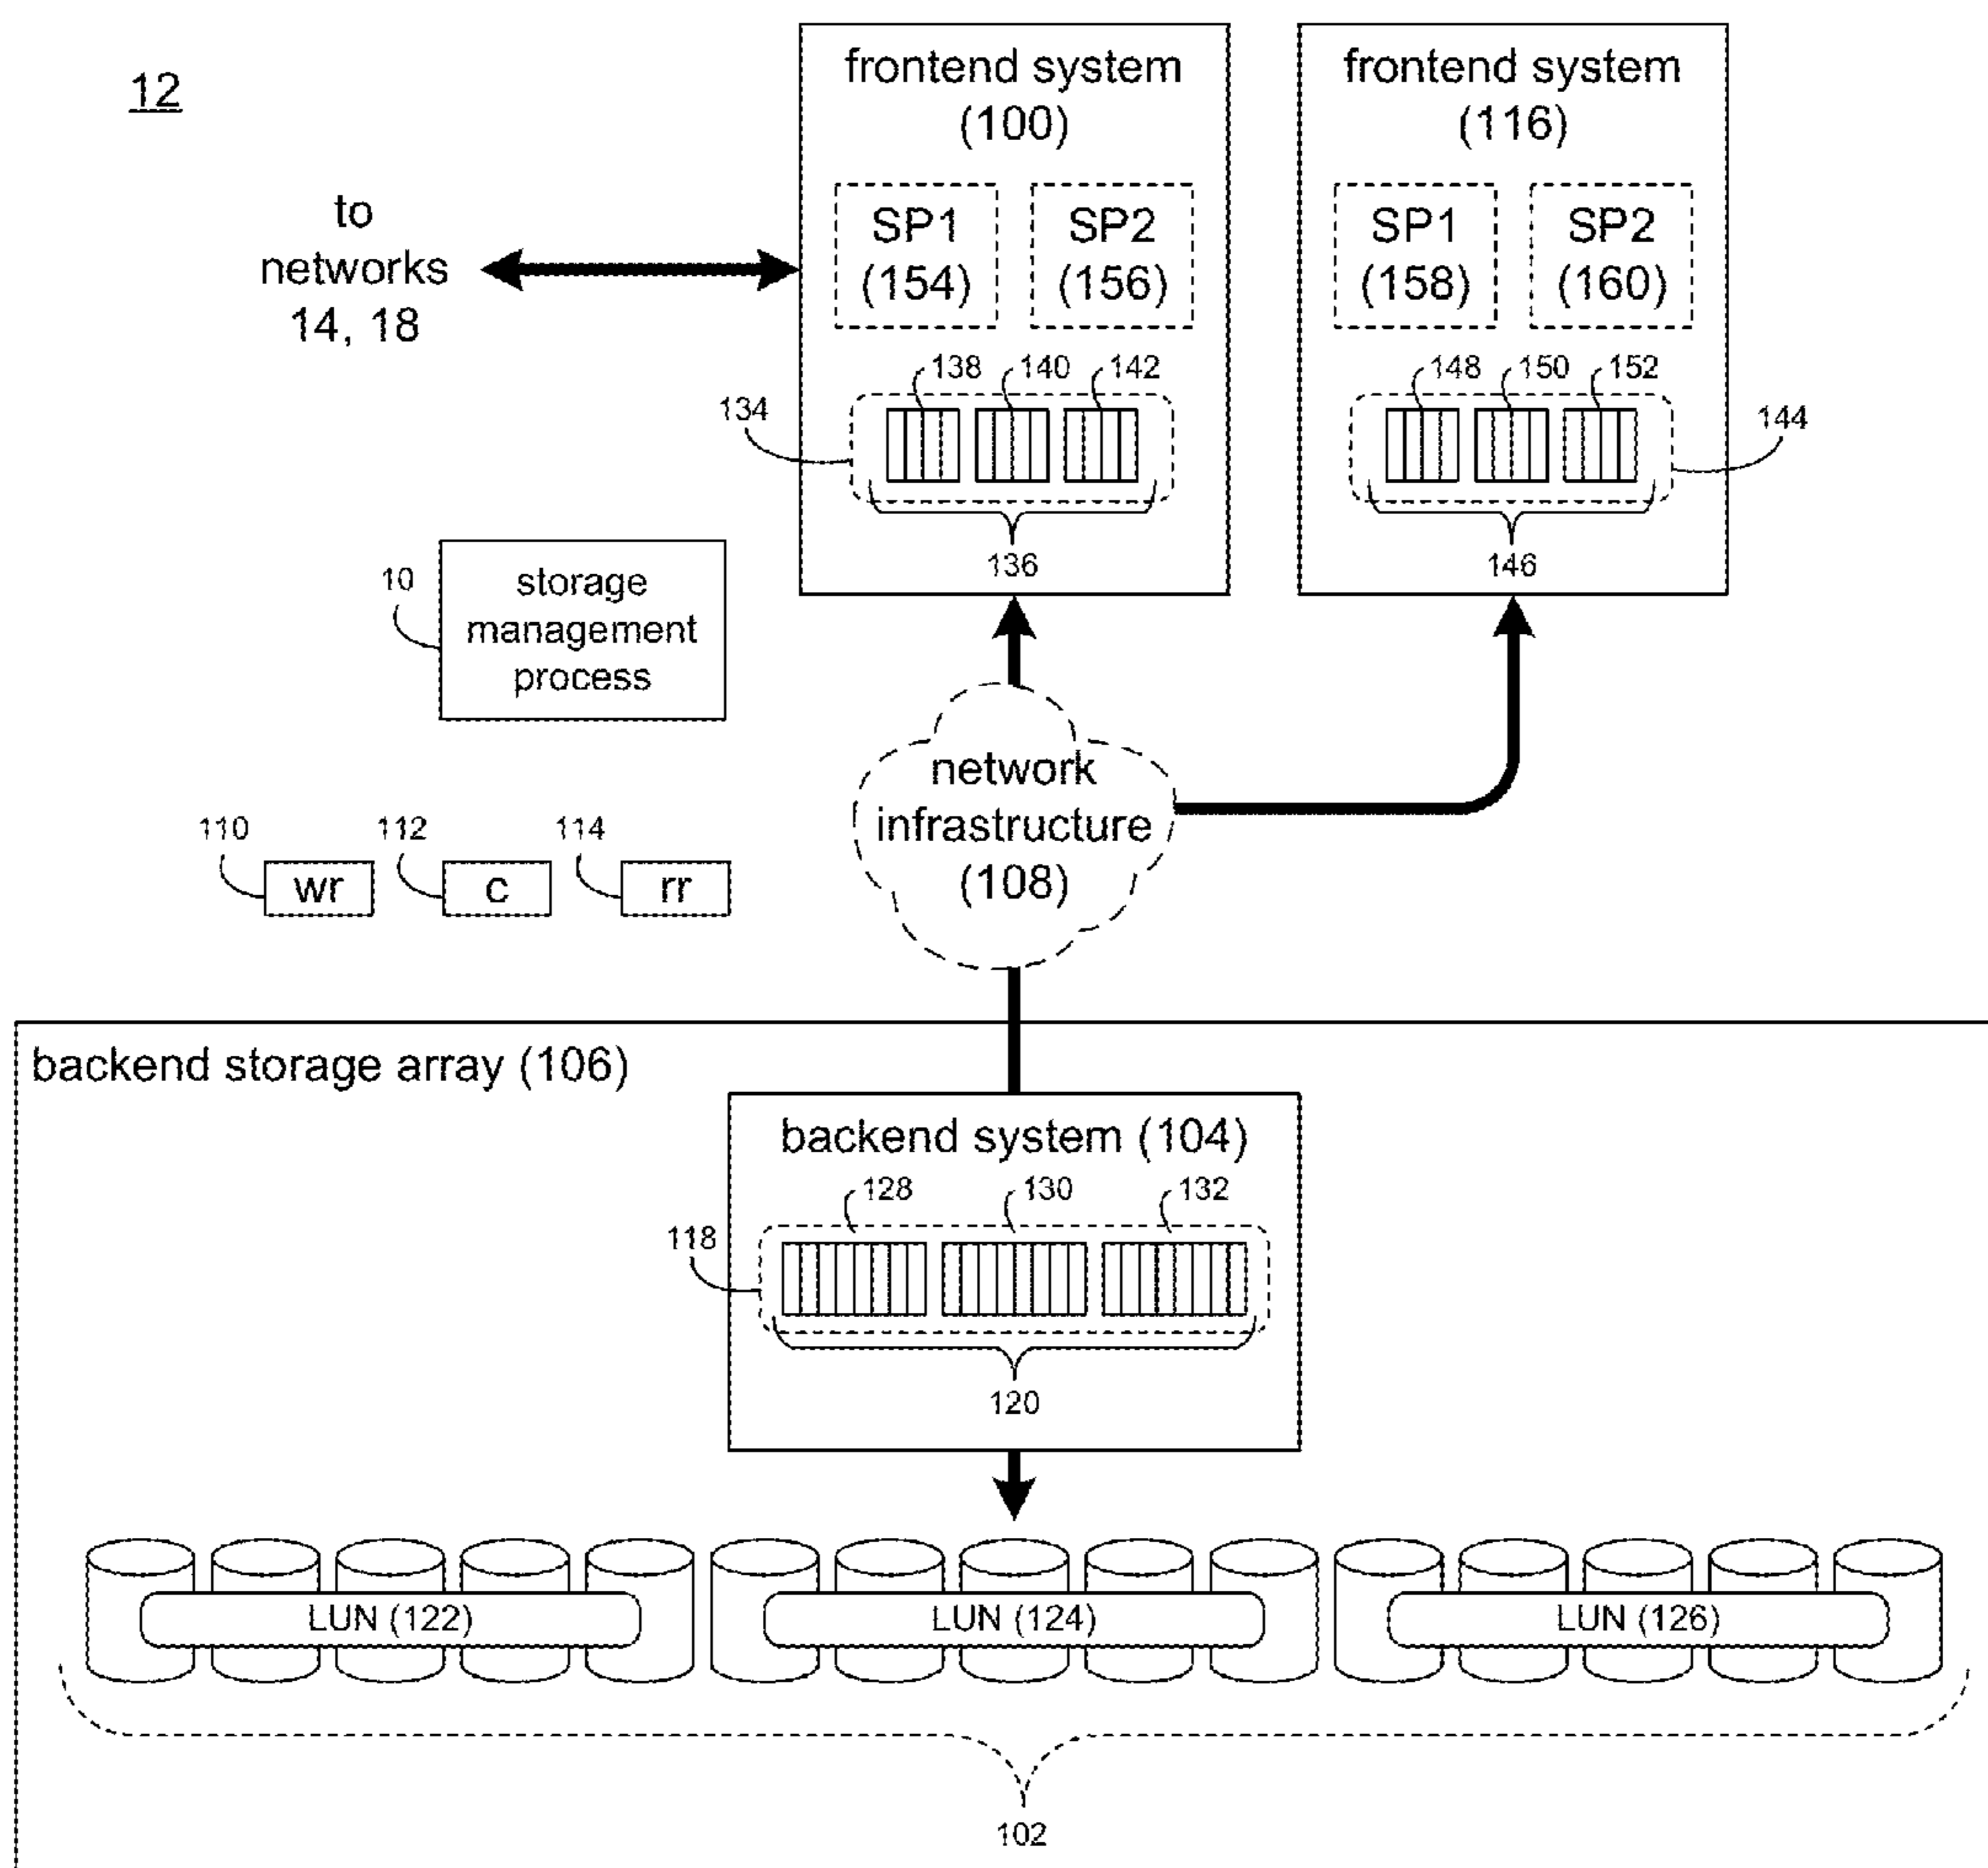 12
to
networks
14, 18
frontend system
(100)
SP1
(154)
SP2
(156)
138
140
142
134
136
frontend system
(116)
SP1
(158)
SP2
(160)
148
150
152
144
146
10
storage
management
process
110
wr
112
c
114
rr
network
infrastructure
(108)
backend storage array (106)
backend system (104)
128
130
132
118
120
LUN (122)
LUN (124)
LUN (126)
102